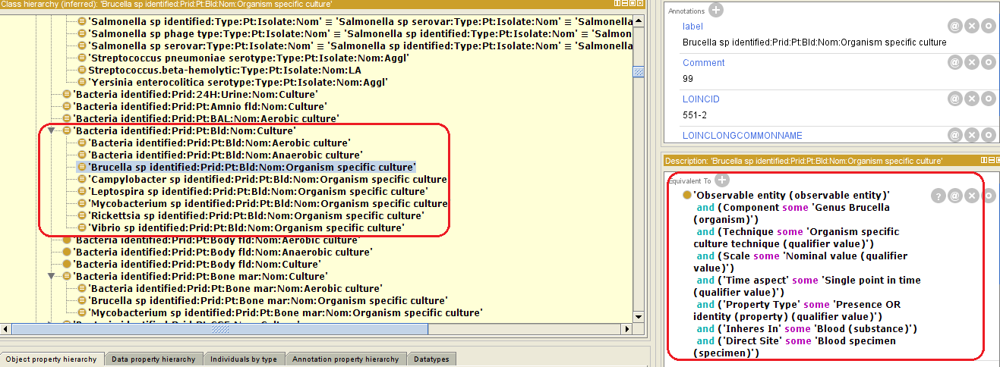 Class hierarchy (inferred): 'Brucella sp identified:Prid:Pt:Bld:Nom:Organism specific culture'
'Salmonella sp identified:Type:Pt:Isolate:Nom' ≡ 'Salmonella sp serovar:Type:Pt:Isolate:Nom' ≡ 'Salmonella
'Salmonella sp phage type:Type:Pt:Isolate:Nom' ≡ 'Salmonella sp identified:Type:Pt:Isolate:Nom' ≡ 'Salmonella
'Salmonella sp serovar:Type:Pt:Isolate:Nom' ≡ 'Salmonella sp identified:Type:Pt:Isolate:Nom' ≡ 'Salmonella
'Streptococcus pneumoniae serotype:Type:Pt:Isolate:Nom:Aggl'
Streptococcus.beta-hemolytic:Type:Pt:Isolate:Nom:LA
'Yersinia enterocolitica serotype:Type:Pt:Isolate:Nom:Aggl'
'Bacteria identified:Prid:24H:Urine:Nom:Culture'
'Bacteria identified:Prid:Pt:Amnio fld:Nom:Culture'
'Bacteria identified:Prid:Pt:BAL:Nom:Aerobic culture'
'Bacteria identified:Prid:Pt:Bld:Nom:Culture'
'Bacteria identified:Prid:Pt:Bld:Nom:Aerobic culture'
'Bacteria identified:Prid:Pt:Bld:Nom:Anaerobic culture'
'Brucella sp identified:Prid:Pt:Bld:Nom:Organism specific culture'
'Campylobacter sp identified:Prid:Pt:Bld:Nom:Organism specific culture
'Leptospira sp identified:Prid:Pt:Bld:Nom:Organism specific culture'
'Mycobacterium sp identified:Prid:Pt:Bld:Nom:Organism specific culture
'Rickettsia sp identified:Prid:Pt:Bld:Nom:Organism specific culture'
'Vibrio sp identified:Prid:Pt:Bld:Nom:Organism specific culture'
'Bacteria identified:Prid:Pt:Body fld:Nom:Aerobic culture'
'Bacteria identified:Prid:Pt:Body fld:Nom:Anaerobic culture'
'Bacteria identified:Prid:Pt:Body fld:Nom:Culture'
'Bacteria identified:Prid:Pt:Bone mar:Nom:Culture'
'Bacteria identified:Prid:Pt:Bone mar:Nom:Aerobic culture'
'Brucella sp identified:Prid:Pt:Bone mar:Nom:Organism specific culture'
'Mycobacterium sp identified:Prid:Pt:Bone mar:Nom:Organism specific culture'
Object property hierarchy
Data property hierarchy
Individuals by type
Annotation property hierarchy
Datatypes
Annotations
label
Brucella sp identified:Prid:Pt:Bld:Nom:Organism specific culture
Comment
99
LOINCID
551-2
LOINCLONGCOMMONNAME
Description: 'Brucella sp identified:Prid:Pt:Bld:Nom:Organism specific culture'
Equivalent To
'Observable entity (observable entity)'
and (Component some 'Genus Brucella
(organism)')
and (Technique some 'Organism specific
culture technique (qualifier value)')
and (Scale some 'Nominal value (qualifier
value)')
and ('Time aspect' some 'Single point in time
(qualifier value)')
and ('Property Type' some 'Presence OR
identity (property) (qualifier value)')
and ('Inheres In' some 'Blood (substance)')
and ('Direct Site' some 'Blood specimen
(specimen)')